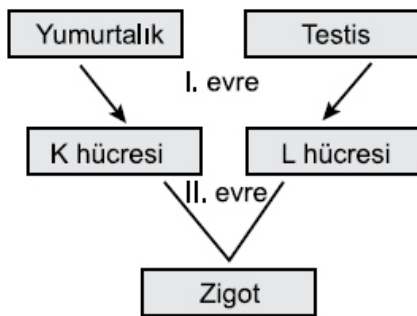 Yumurtalık
Testis
I. evre
K hücresi
L hücresi
II. evre
Zigot